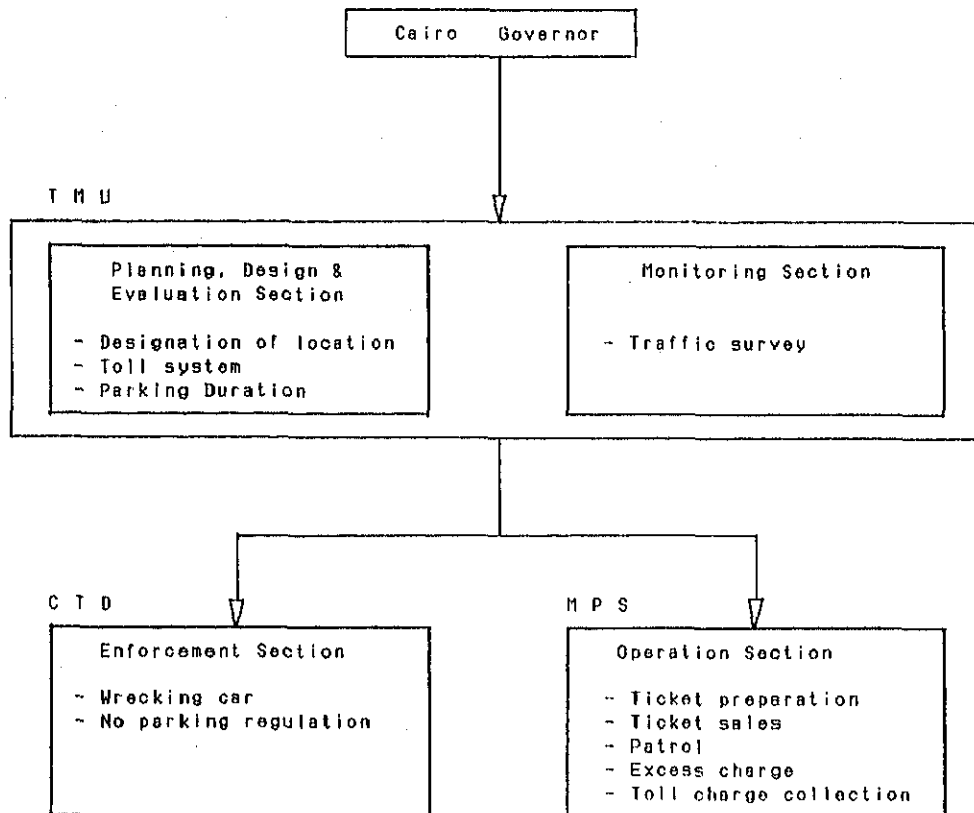 Cairo Governor
T M U
Planning, Design &
Evaluation Section
- Designation of location
- Toll system
- Parking Duration
Monitoring Section
- Traffic survey
C T D
Enforcement Section
- Wrecking car
- No parking regulation
M P S
Operation Section
- Ticket preparation
- Ticket sales
- Patrol
- Excess charge
- Toll charge collection